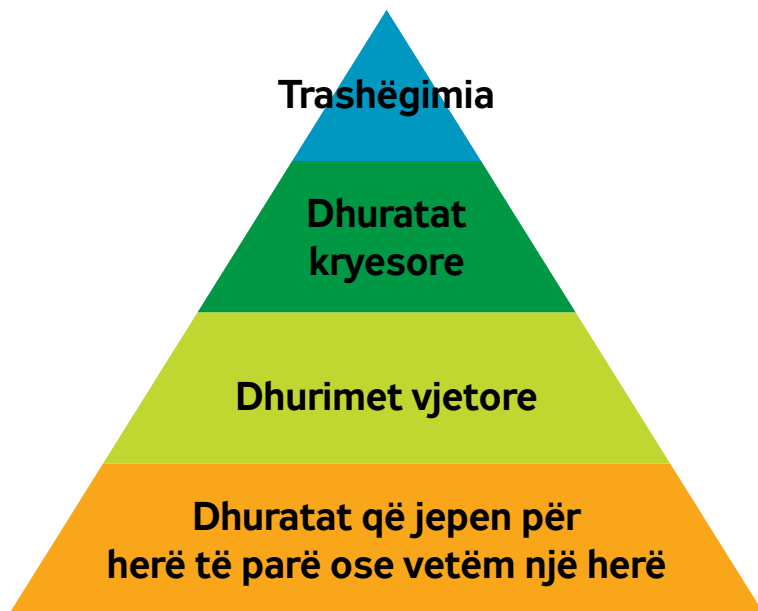 Trashëgimia
Dhuratat
kryesore
Dhurimet vjetore
Dhuratat që jepen për
herë të parë ose vetëm një herë